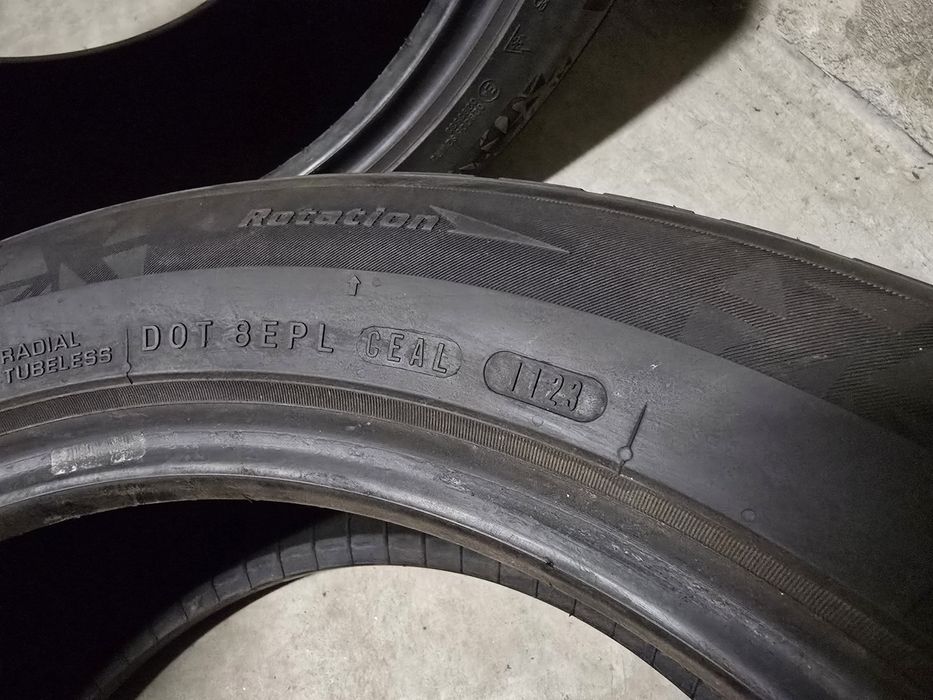 Rotation
RADIAL
TUBELESS
DOT 8EPL CEAL 1123